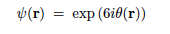 ψ(r) = exp (6iθ(r))